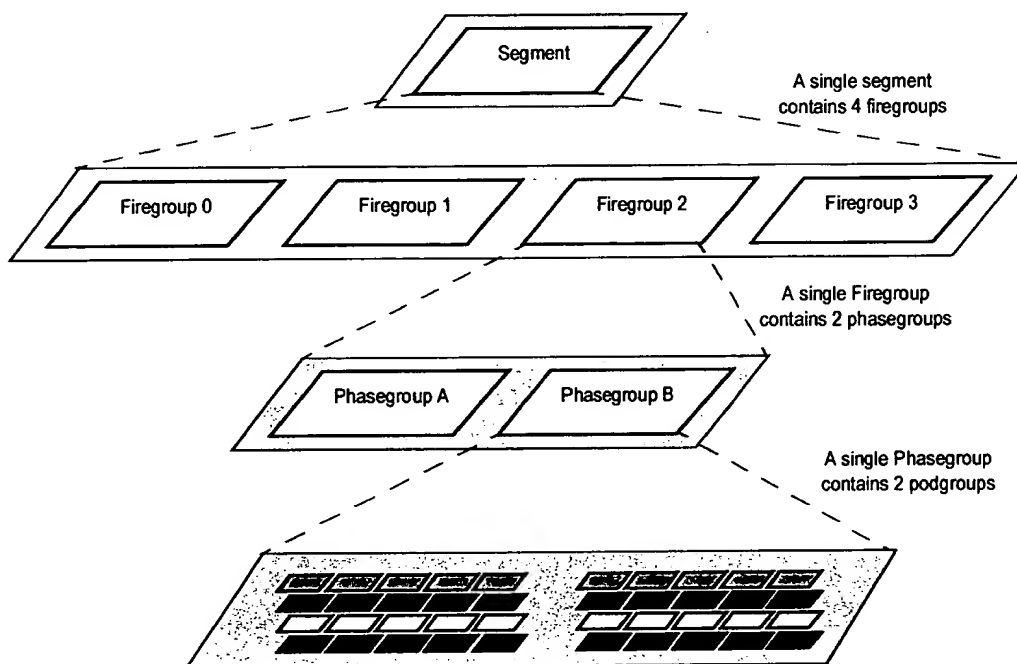 Segment
A single segment
contains 4 firegroups
Firegroup 0
Firegroup 1
Firegroup 2
Firegroup 3
A single Firegroup
contains 2 phasegroups
Phasegroup A
Phasegroup B
A single Phasegroup
contains 2 podgroups